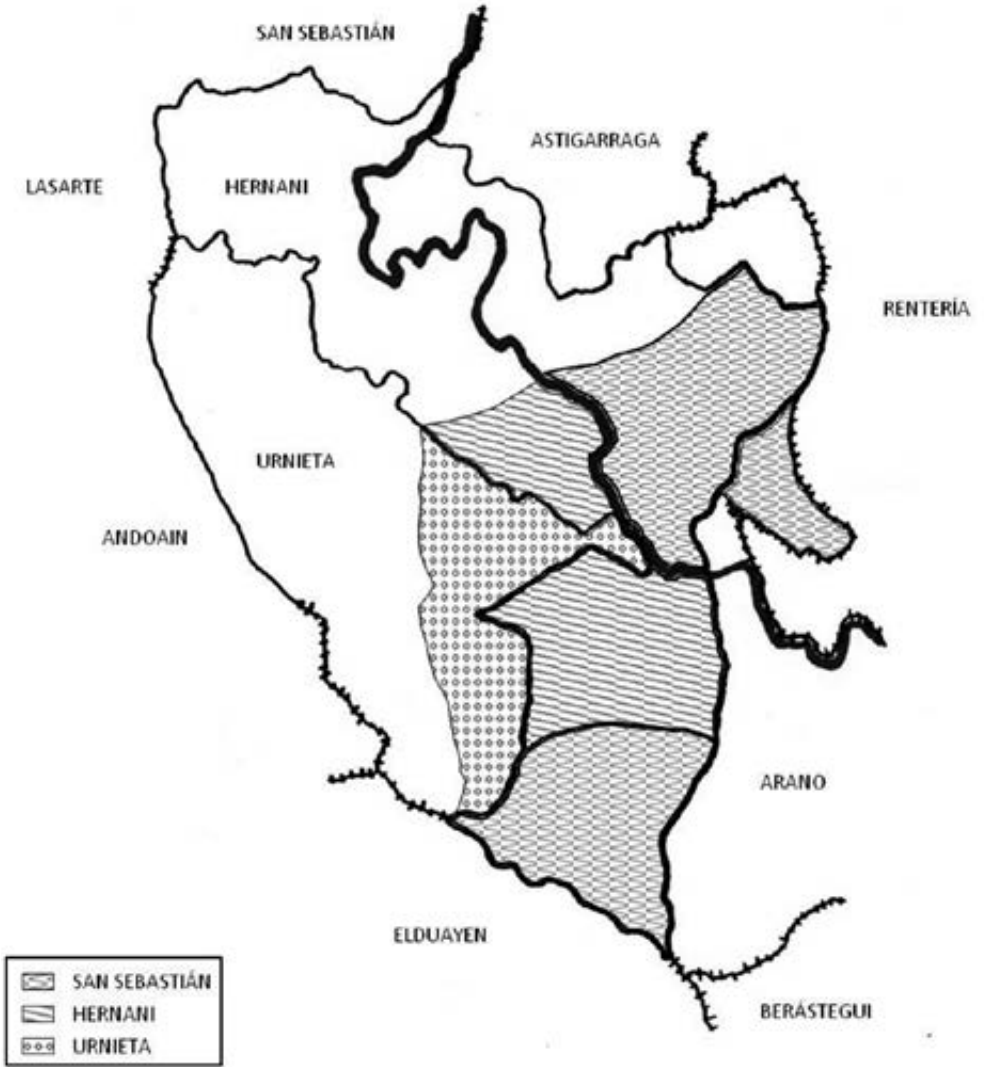 SAN SEBASTIÁN
ASTIGARRAGA
LASARTE
HERNANI
RENTERÍA
URNIETA
ANDOAIN
ARANO
ELDUAYEN
BERÁSTEGUI
SAN SEBASTIÁN
HERNANI
URNIETA